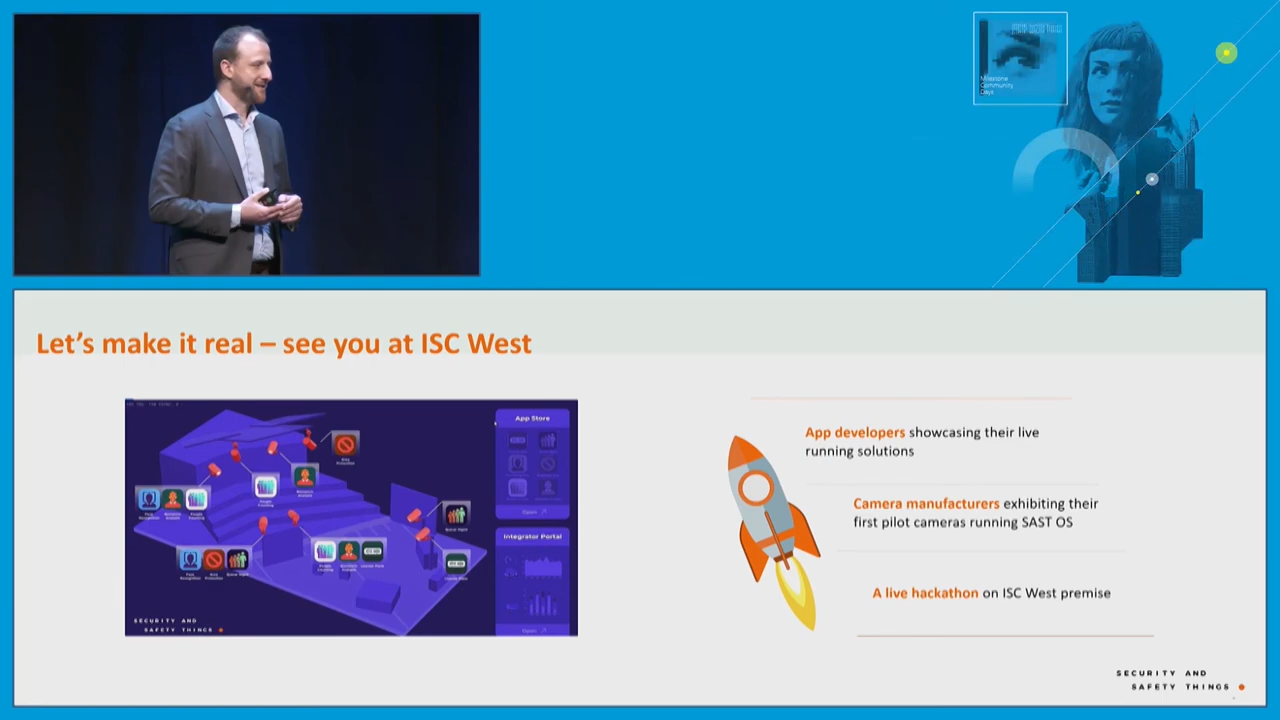 Milestone
Community
Days
Let's make it real – see you at ISC West
App Store
Open
Integrator Portal
Open
SECURITY AND
SAFETY THINGS
App developers showcasing their live
running solutions
Camera manufacturers exhibiting their
first pilot cameras running SAST OS
A live hackathon on ISC West premise
SECURITY AND
SAFETY THINGS